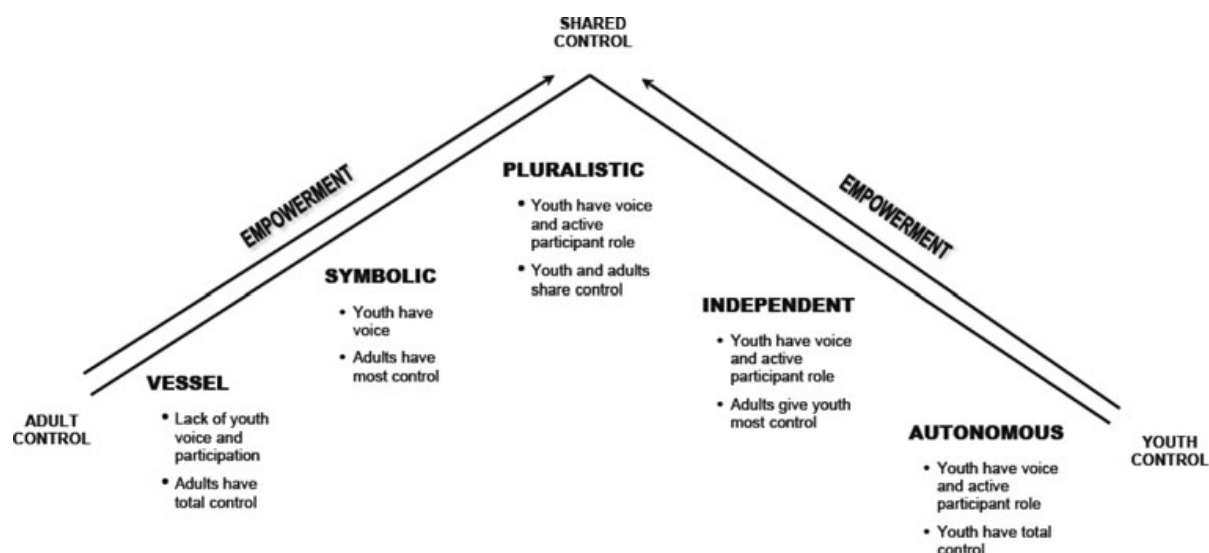 SHARED
CONTROL
EMPOWERMENT
EMPOWERMENT
PLURALISTIC
• Youth have voice
and active
participant role
• Youth and adults
share control
SYMBOLIC
• Youth have
voice
• Adults have
most control
INDEPENDENT
• Youth have voice
and active
participant role
• Adults give youth
most control
VESSEL
• Lack of youth
voice and
participation
• Adults have
total control
ADULT
CONTROL
AUTONOMOUS
• Youth have voice
and active
participant role
• Youth have total
control
YOUTH
CONTROL